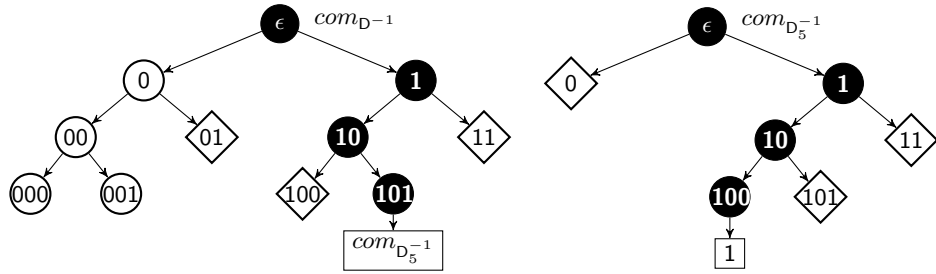 ϵ com_{D^{-1}} ϵ com_{D_5^{-1}}
0 1 0 1
00 01 10 11 10 11
000 001 100 101 100 101
com_{D_5^{-1}} 1